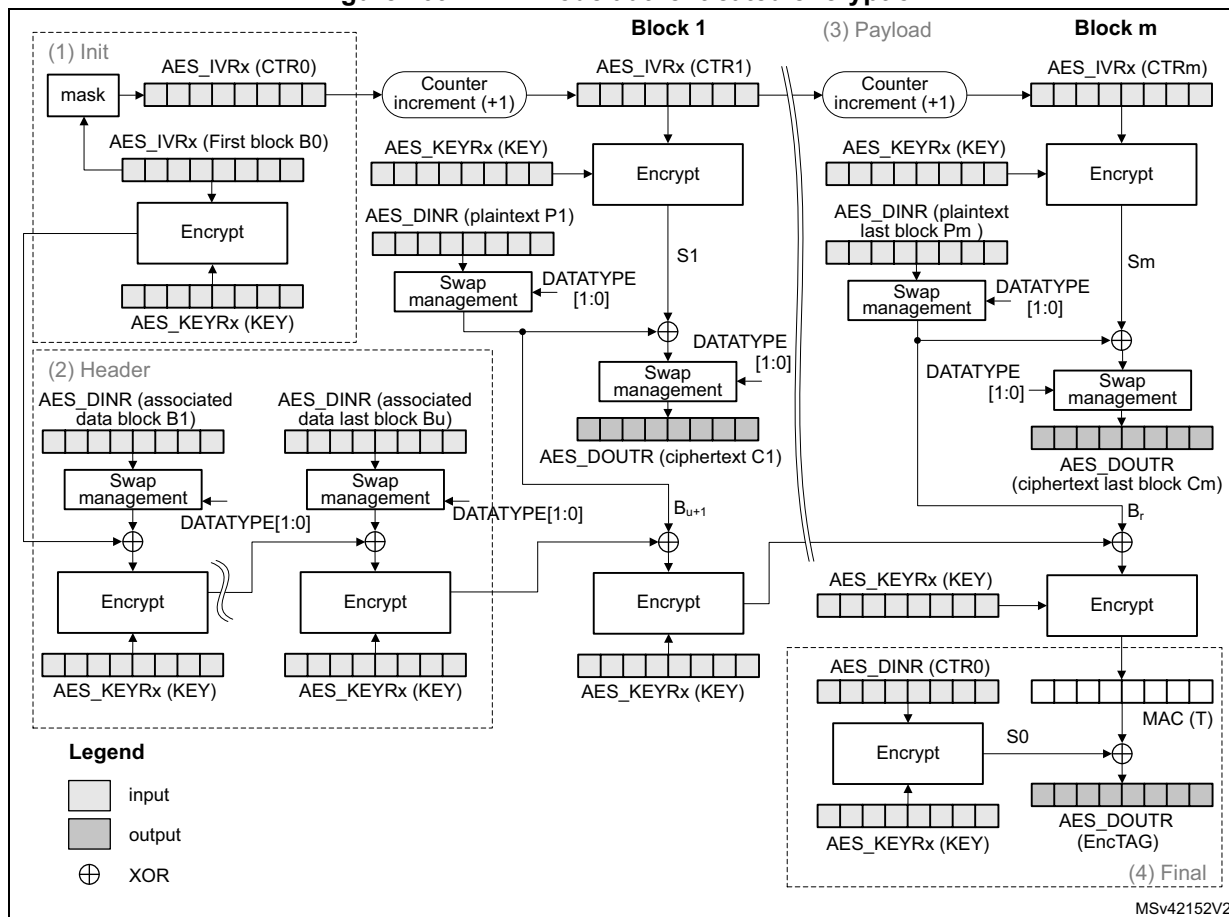 (1) Init
mask
AES_IVRx (CTR0)
AES_IVRx (First block B0)
Encrypt
AES_KEYRx (KEY)
Counter
increment (+1)
Block 1
AES_IVRx (CTR1)
AES_KEYRx (KEY)
Encrypt
AES_DINR (plaintext P1)
Swap
management
DATATYPE
[1:0]
S1
DATATYPE
[1:0]
Swap
management
AES_DOUTR (ciphertext C1)
(3) Payload
Counter
increment (+1)
Block m
AES_IVRx (CTRm)
AES_KEYRx (KEY)
Encrypt
AES_DINR (plaintext
last block Pm )
Swap
management
DATATYPE
[1:0]
Sm
DATATYPE
[1:0]
Swap
management
AES_DOUTR
(ciphertext last block Cm)
(2) Header
AES_DINR (associated
data block B1)
Swap
management
DATATYPE[1:0]
Encrypt
AES_KEYRx (KEY)
AES_DINR (associated
data last block Bu)
Swap
management
DATATYPE[1:0]
Encrypt
AES_KEYRx (KEY)
Bu+1
Encrypt
AES_KEYRx (KEY)
Br
AES_KEYRx (KEY)
Encrypt
AES_DINR (CTR0)
Encrypt
S0
AES_KEYRx (KEY)
MAC (T)
AES_DOUTR
(EncTAG)
(4) Final
Legend
input
output
XOR
MSv42152V2